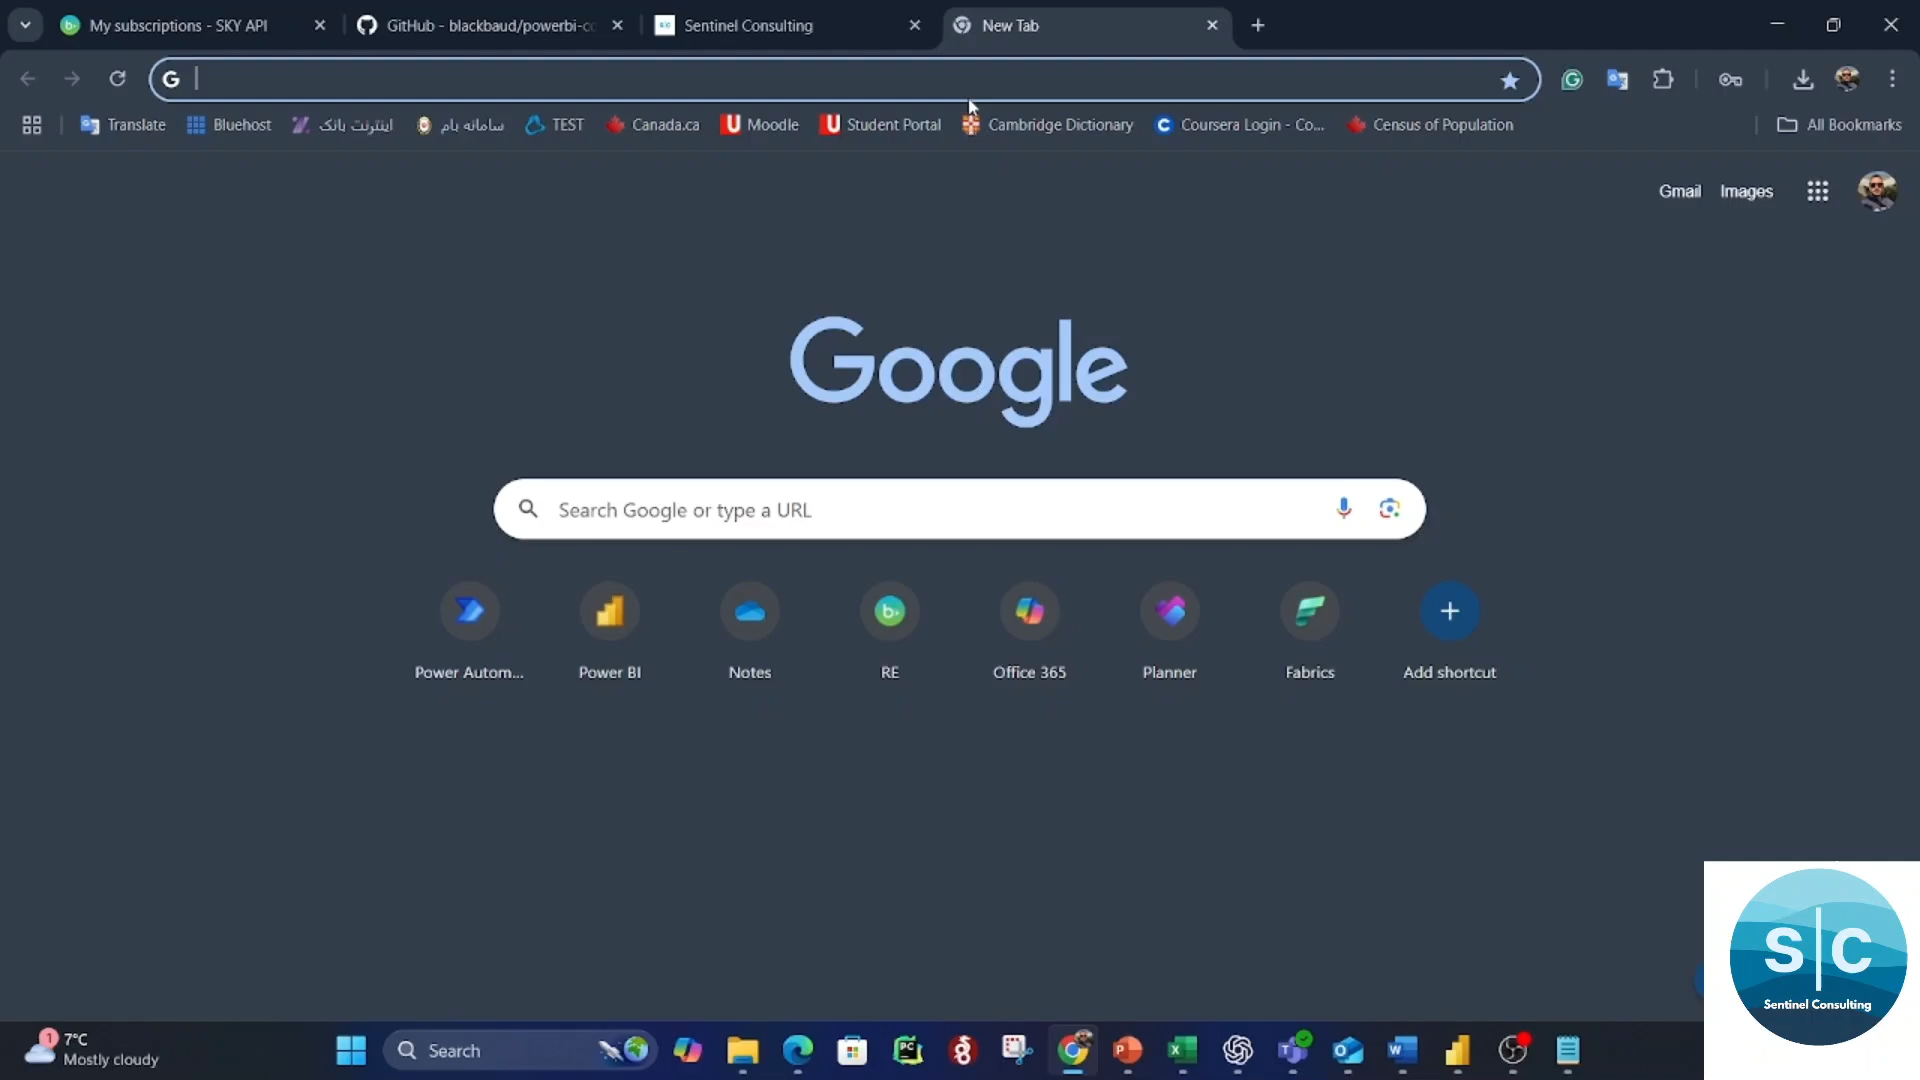 My subscriptions - SKY API
GitHub - blackbaud/powerbi-co
Sentinel Consulting
New Tab
Translate
Bluehost
اینترنت بانک
سامانه بام
TEST
Canada.ca
Moodle
Student Portal
Cambridge Dictionary
Coursera Login - Co...
Census of Population
All Bookmarks
Gmail
Images
Google
Search Google or type a URL
Power Autom...
Power BI
Notes
RE
Office 365
Planner
Fabrics
Add shortcut
S|C
Sentinel Consulting
1
7°C
Mostly cloudy
Search